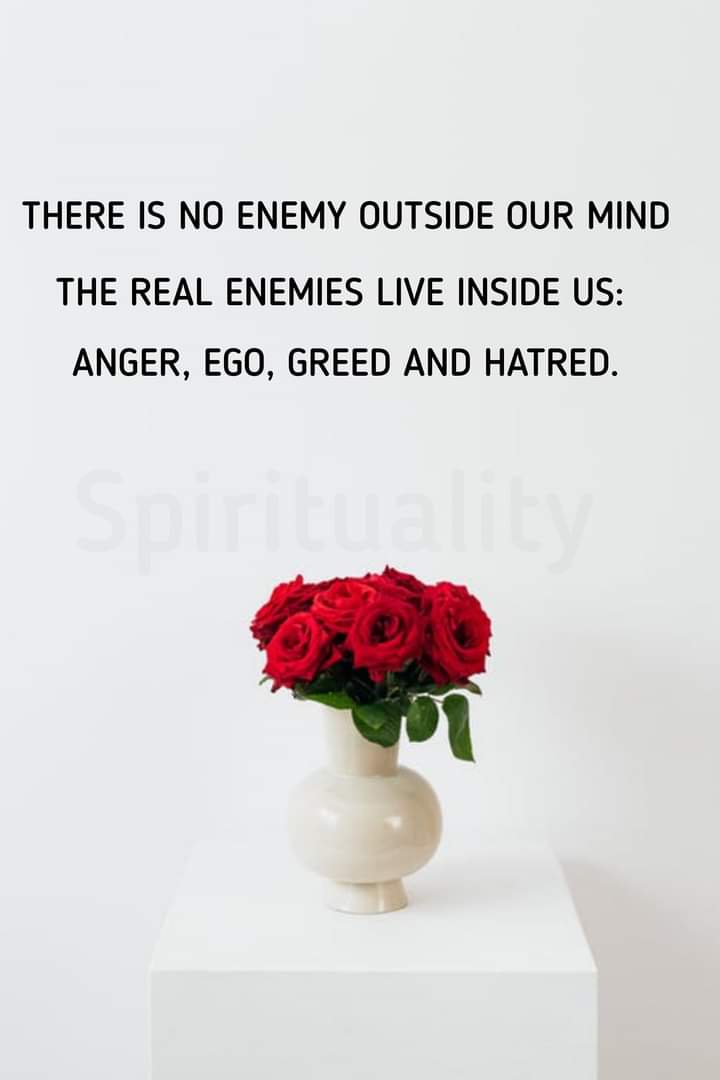 THERE IS NO ENEMY OUTSIDE OUR MIND
THE REAL ENEMIES LIVE INSIDE US:
ANGER, EGO, GREED AND HATRED.
Spirituality